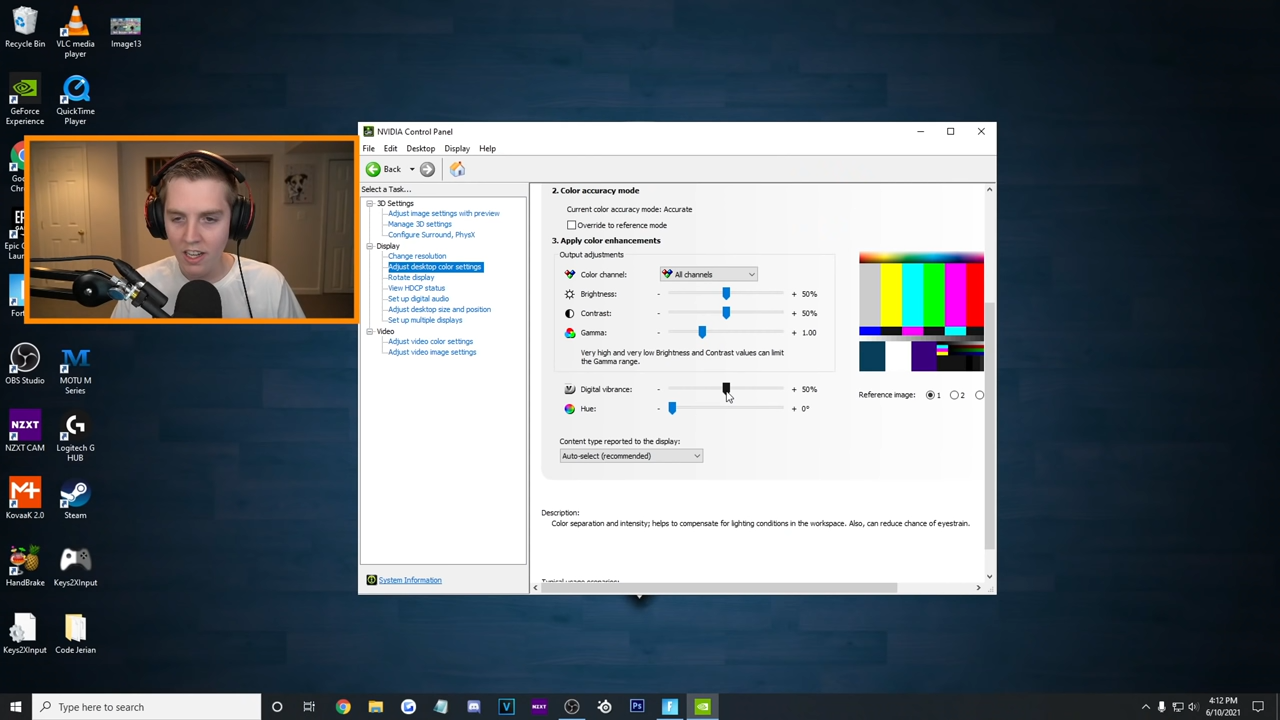 Recycle Bin
VLC media
player
Image13
GeForce
Experience
QuickTime
Player
OBS Studio
MOTU M
Series
NZXT CAM
Logitech G
HUB
KovaaK 2.0
Steam
HandBrake
Keys2XInput
Keys2XInput
Code Jerian
NVIDIA Control Panel
File Edit Desktop Display Help
Back
Select a Task...
3D Settings
Adjust image settings with preview
Manage 3D settings
Configure Surround, PhysX
Display
Change resolution
Adjust desktop color settings
Rotate display
View HDCP status
Set up digital audio
Adjust desktop size and position
Set up multiple displays
Video
Adjust video color settings
Adjust video image settings
System Information
2. Color accuracy mode
Current color accuracy mode: Accurate
Override to reference mode
3. Apply color enhancements
Output adjustments
Color channel: All channels
Brightness: - + 50%
Contrast: - + 50%
Gamma: - + 1.00
Very high and very low Brightness and Contrast values can limit
the Gamma range.
Digital vibrance: - + 50%
Hue: - + 0°
Reference image: 1 2
Content type reported to the display:
Auto-select (recommended)
Description:
Color separation and intensity; helps to compensate for lighting conditions in the workspace. Also, can reduce chance of eyestrain.
Type here to search
4:12 PM
6/10/2021